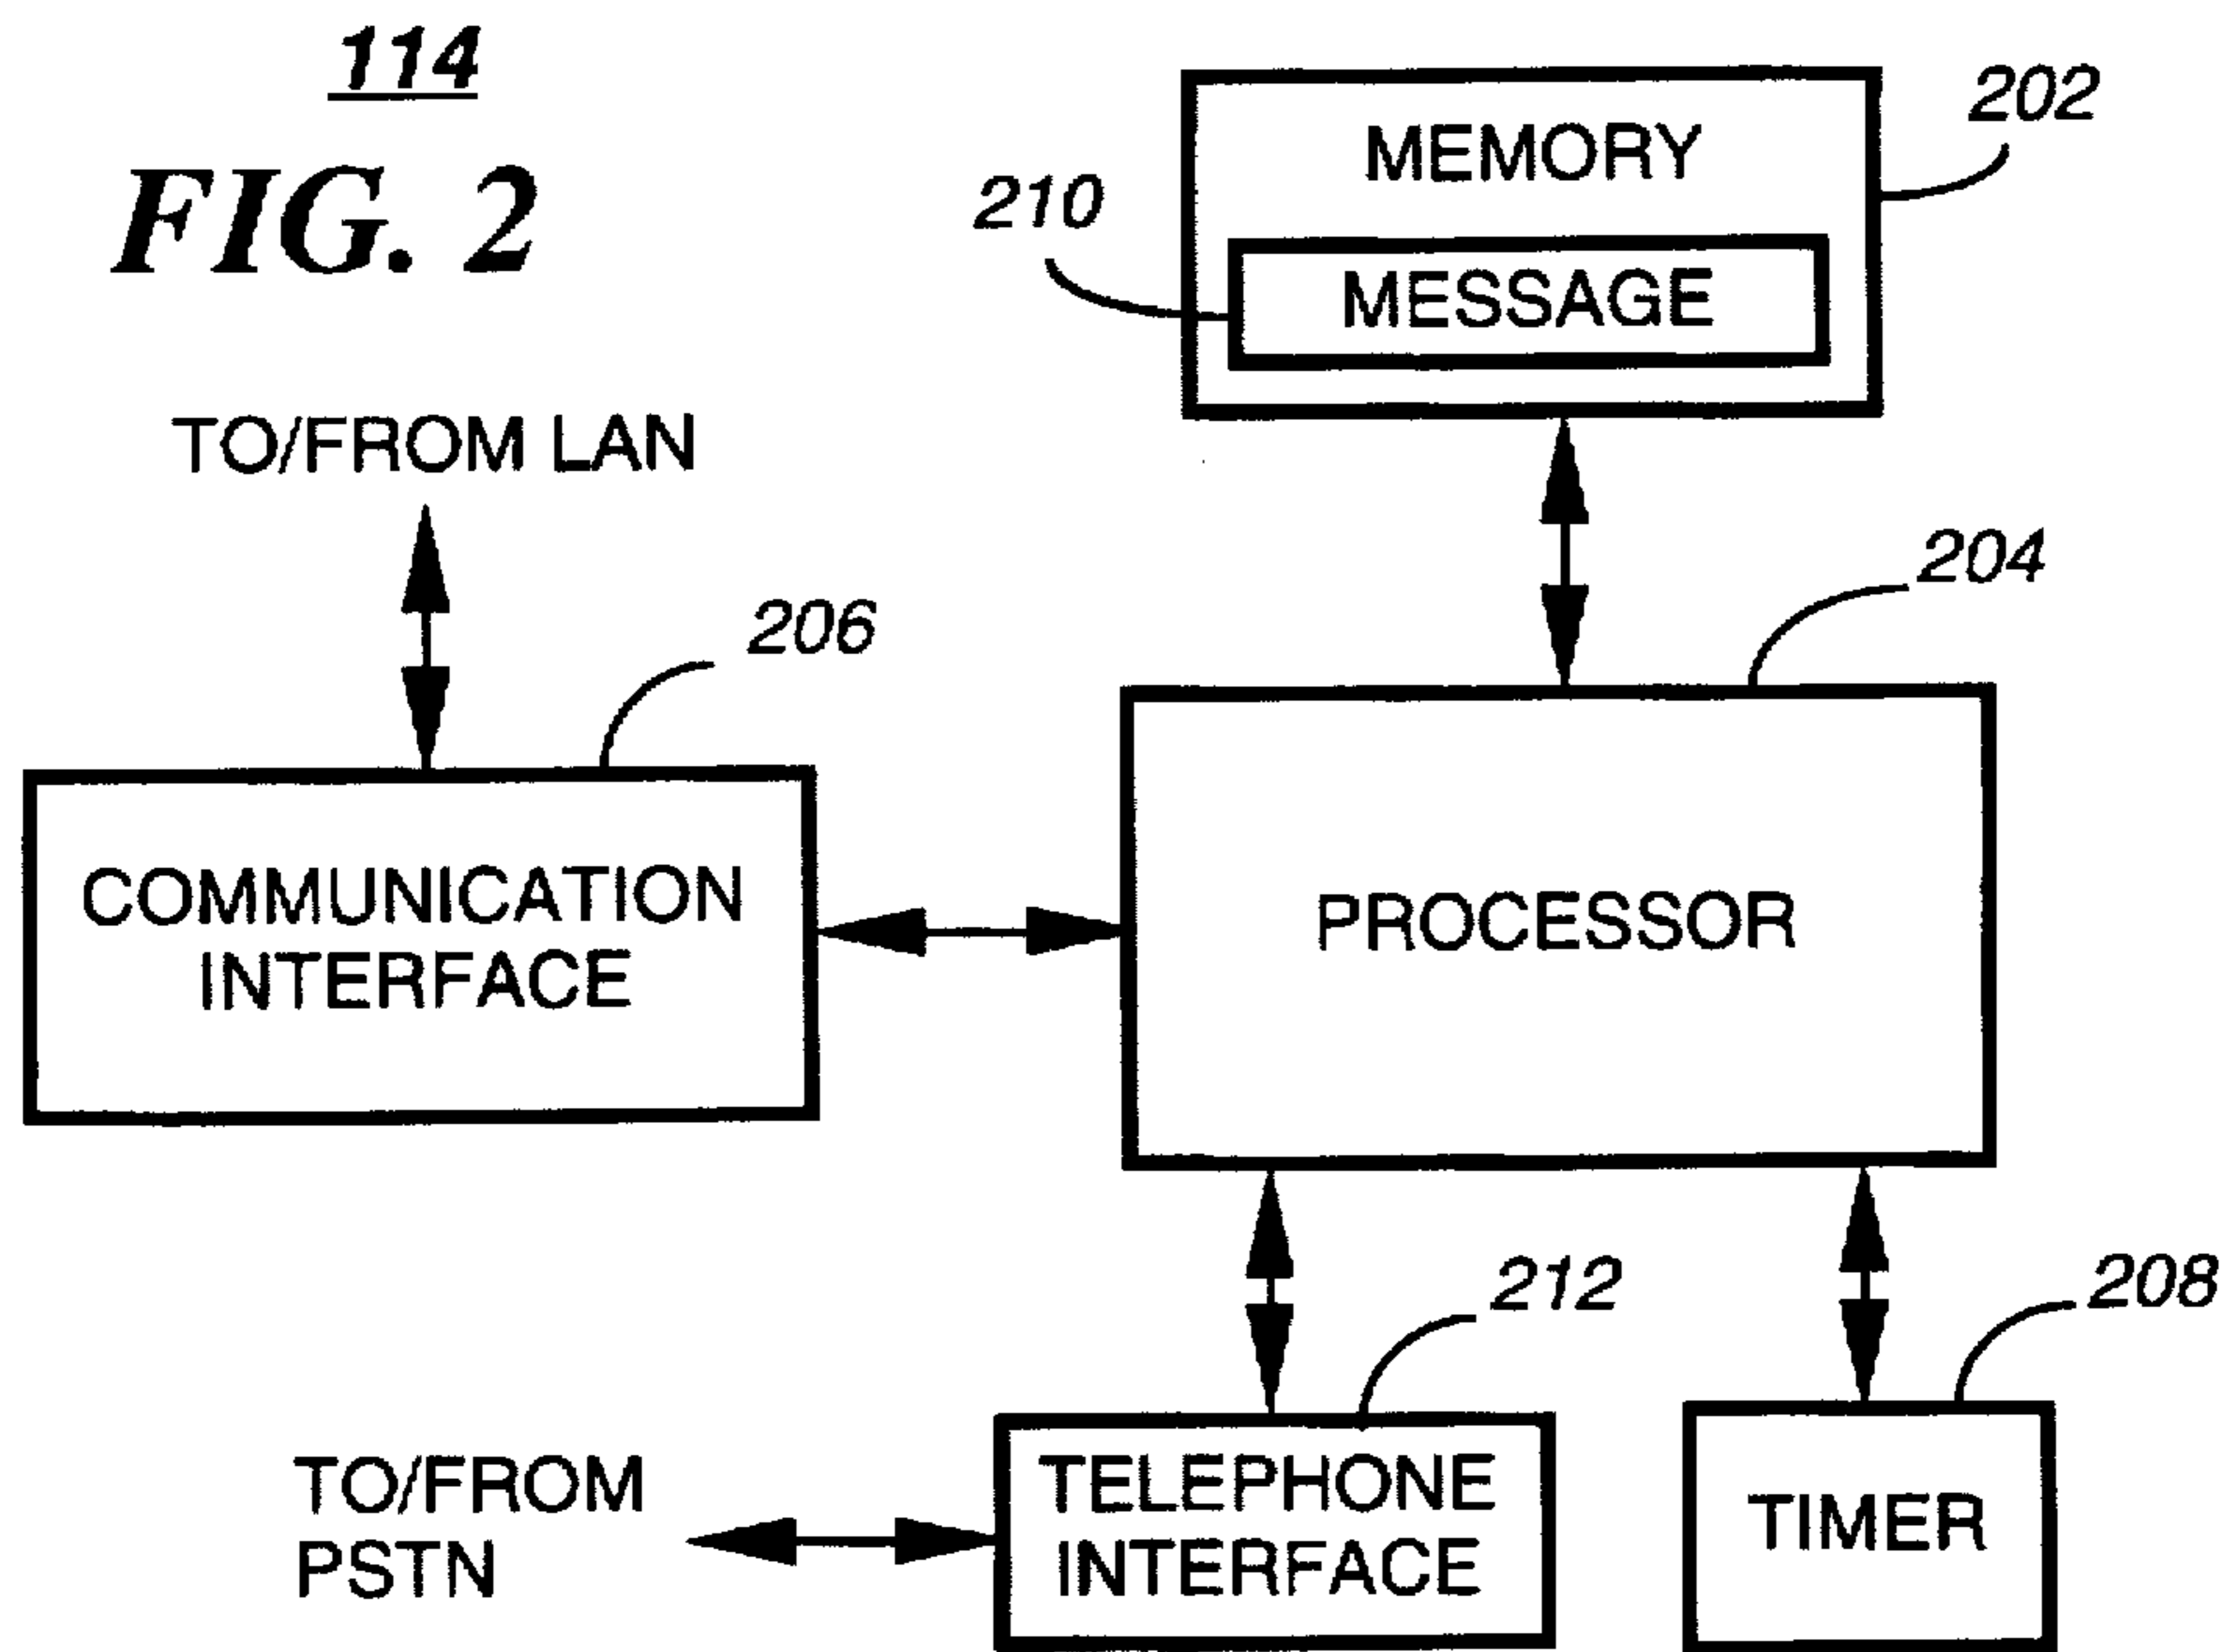 114
FIG. 2
202
MEMORY
210
MESSAGE
TO/FROM LAN
204
206
COMMUNICATION
INTERFACE
PROCESSOR
212
208
TO/FROM
PSTN
TELEPHONE
INTERFACE
TIMER